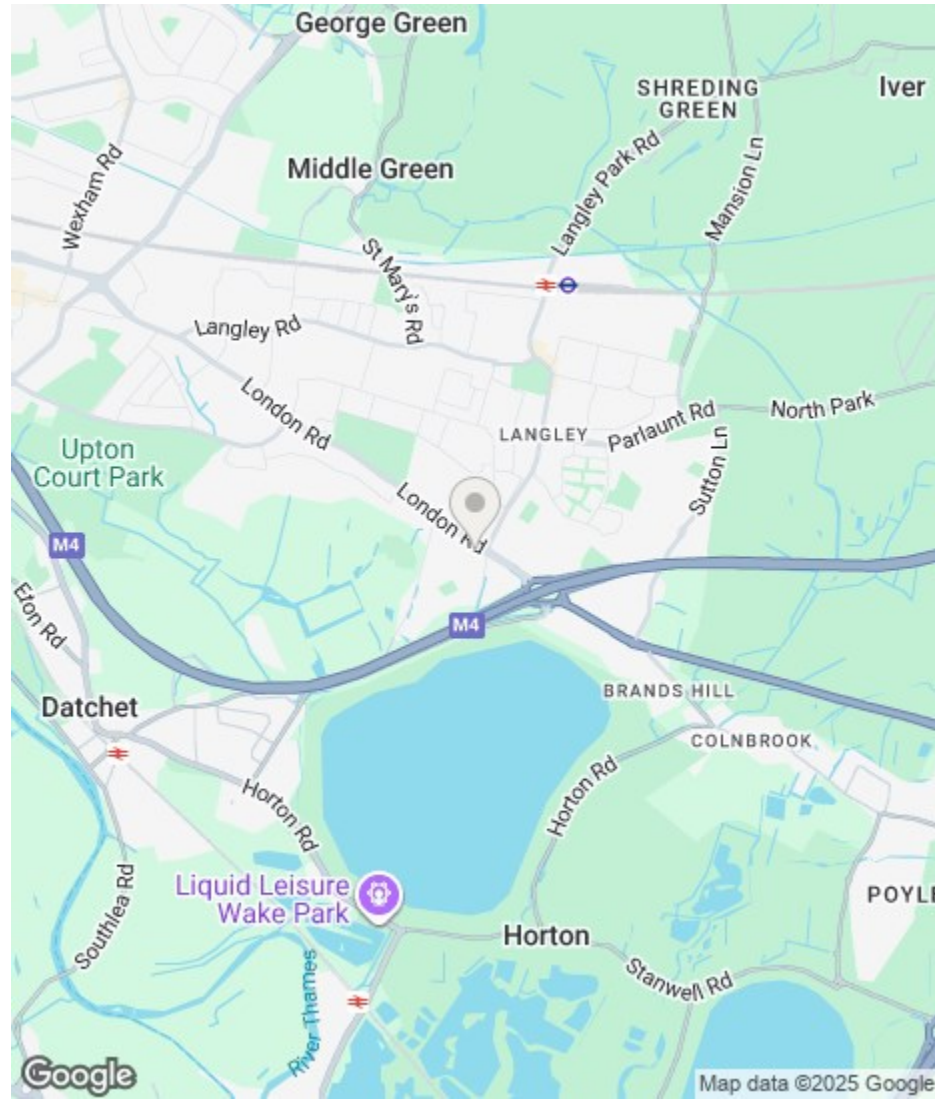 George Green
SHREDING
GREEN
Iver
Wexham Rd
Middle Green
Langley Park Rd
Mansion Ln
St Mary's Rd
Langley Rd
London Rd
LANGLEY
Parlaunt Rd
North Park
Upton
Court Park
Sutton Ln
London Rd
M4
Eton Rd
M4
BRANDS HILL
Datchet
COLNBROOK
Horton Rd
Horton Rd
Liquid Leisure
Wake Park
POYLE
Southlea Rd
Horton
Stanwell Rd
River Thames
Google
Map data ©2025 Google